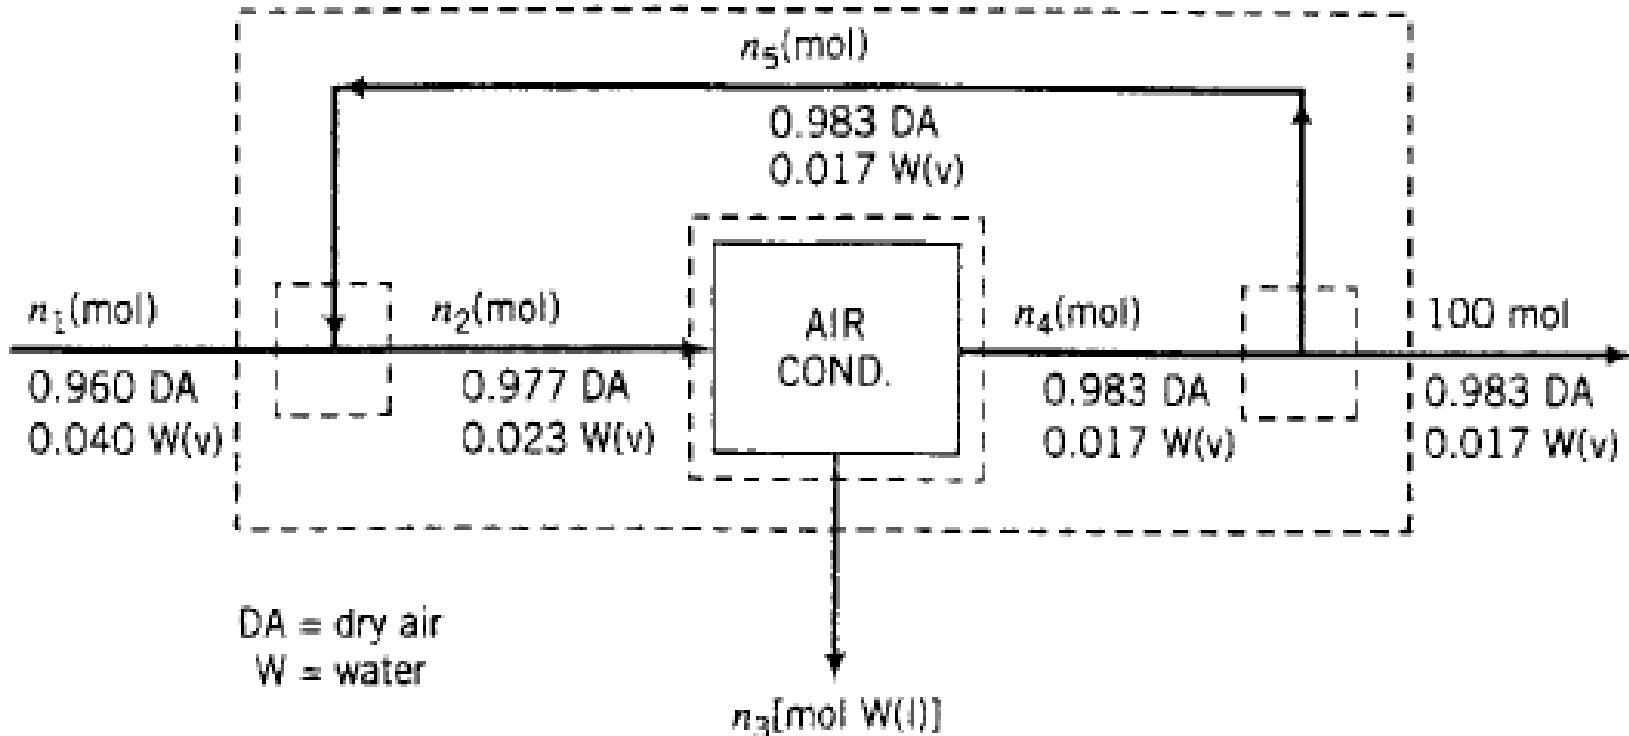 n₅(mol)
0.983 DA
0.017 W(v)
n₁(mol)
0.960 DA
0.040 W(v)
n₂(mol)
0.977 DA
0.023 W(v)
AIR
COND.
n₄(mol)
0.983 DA
0.017 W(v)
100 mol
0.983 DA
0.017 W(v)
DA = dry air
W = water
n₃[mol W(l)]